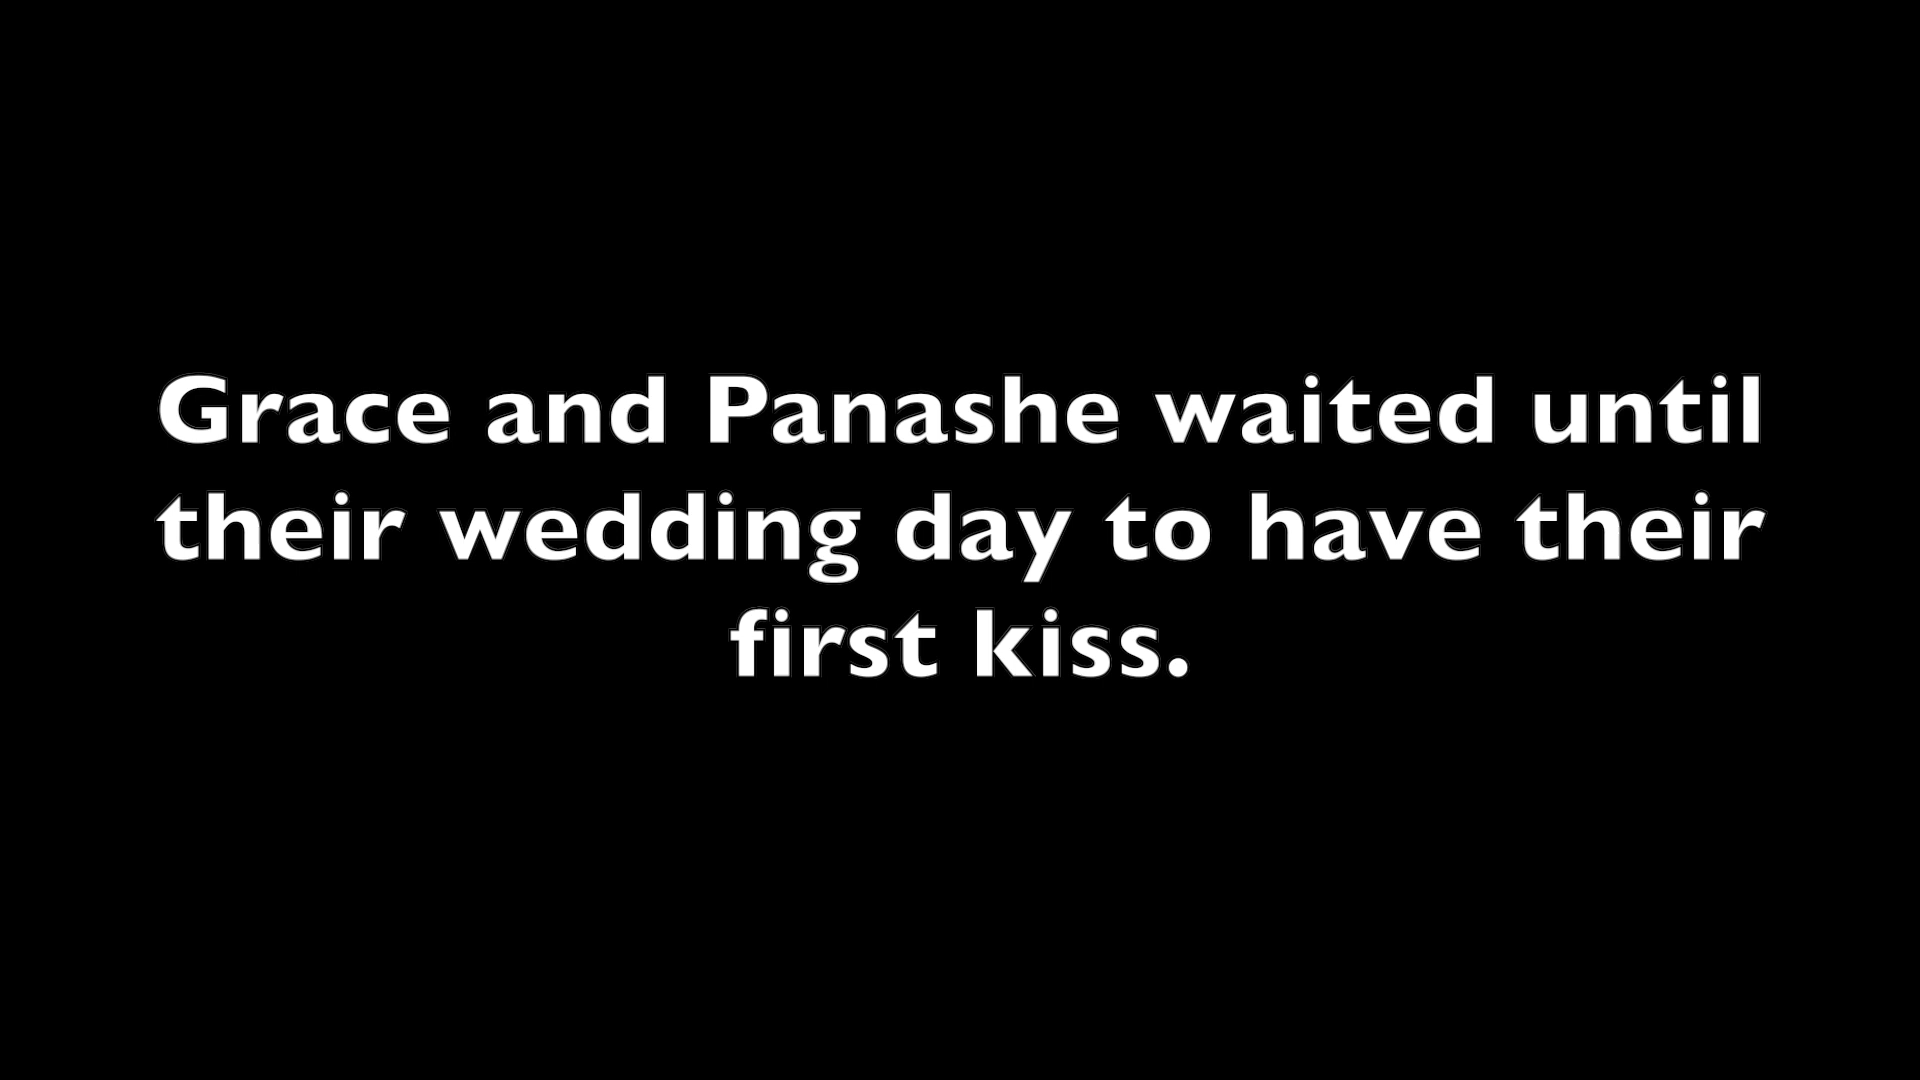 Grace and Panashe waited until
their wedding day to have their
first kiss.